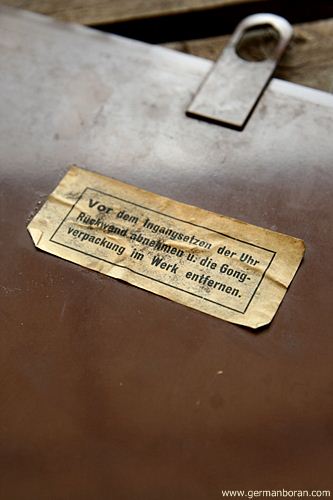 Vor dem Ingangsetzen der Uhr
Rückwand abnehmen u. die Gong-
verpackung im Werk entfernen.
www.germanboran.com